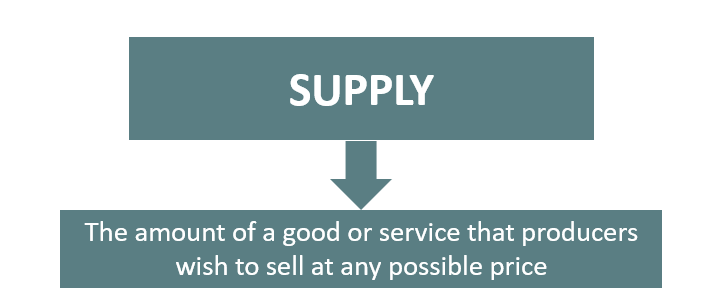 SUPPLY
The amount of a good or service that producers
wish to sell at any possible price